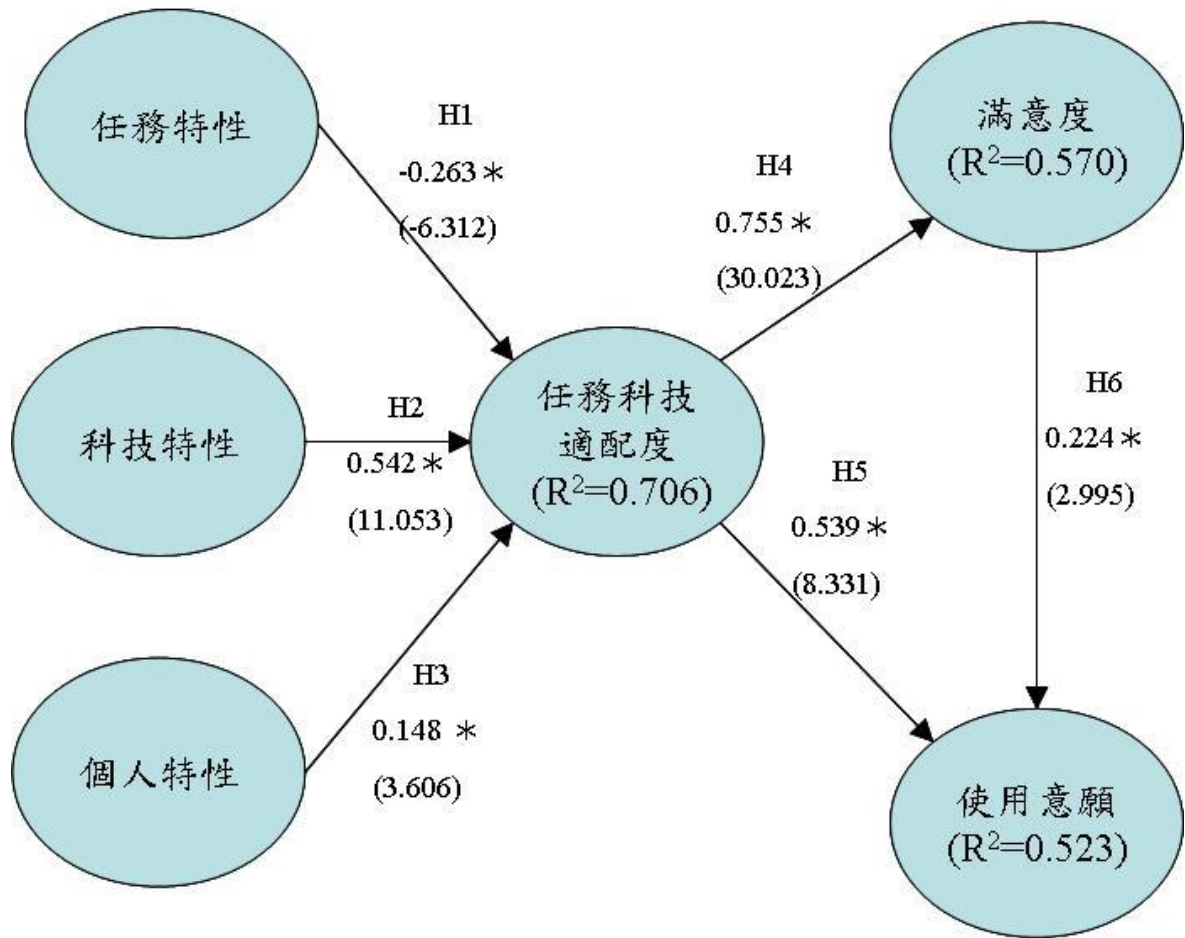 任務特性
H1
-0.263*
(-6.312)
科技特性
H2
0.542*
(11.053)
個人特性
H3
0.148 *
(3.606)
任務科技
適配度
(R²=0.706)
H4
0.755*
(30.023)
H5
0.539*
(8.331)
滿意度
(R²=0.570)
H6
0.224*
(2.995)
使用意願
(R²=0.523)